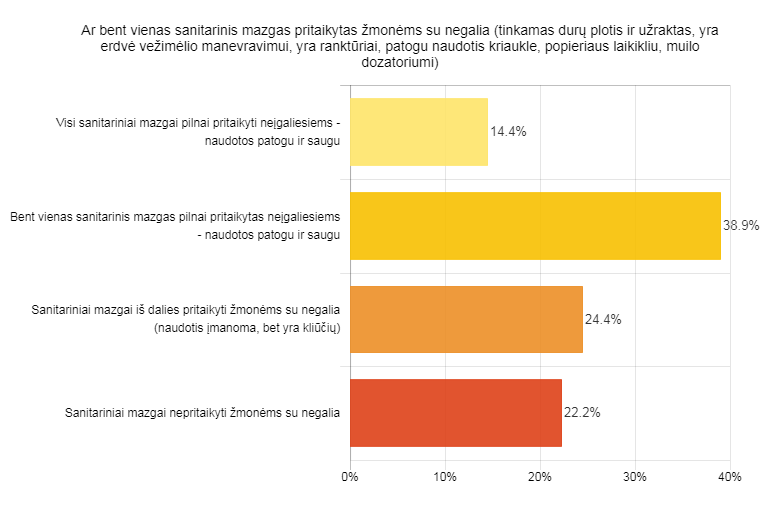 Ar bent vienas sanitarinis mazgas pritaikytas žmonėms su negalia (tinkamas durų plotis ir užraktas, yra
erdvė vežimėlio manevravimui, yra ranktūriai, patogu naudotis kriaukle, popieriaus laikikliu, muilo
dozatoriumi)
Visi sanitariniai mazgai pilnai pritaikyti neįgaliesiems -
naudotos patogu ir saugu
14.4%
Bent vienas sanitarinis mazgas pilnai pritaikytas neįgaliesiems
- naudotos patogu ir saugu
38.9%
Sanitariniai mazgai iš dalies pritaikyti žmonėms su negalia
(naudotis įmanoma, bet yra kliūčių)
24.4%
Sanitariniai mazgai nepritaikyti žmonėms su negalia
22.2%
0% 10% 20% 30% 40%